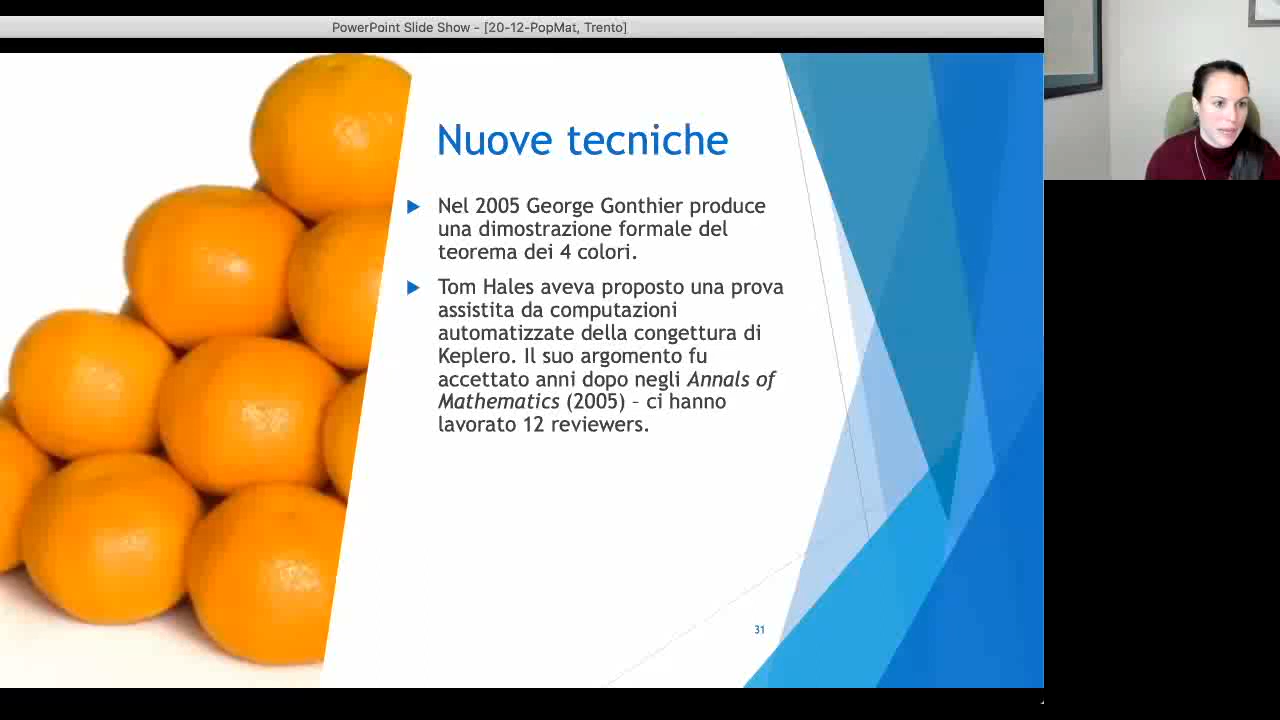 PowerPoint Slide Show - [20-12-PopMat, Trento]
Nuove tecniche
Nel 2005 George Gonthier produce
una dimostrazione formale del
teorema dei 4 colori.
Tom Hales aveva proposto una prova
assistita da computazioni
automatizzate della congettura di
Keplero. Il suo argomento fu
accettato anni dopo negli Annals of
Mathematics (2005) – ci hanno
lavorato 12 reviewers.
31